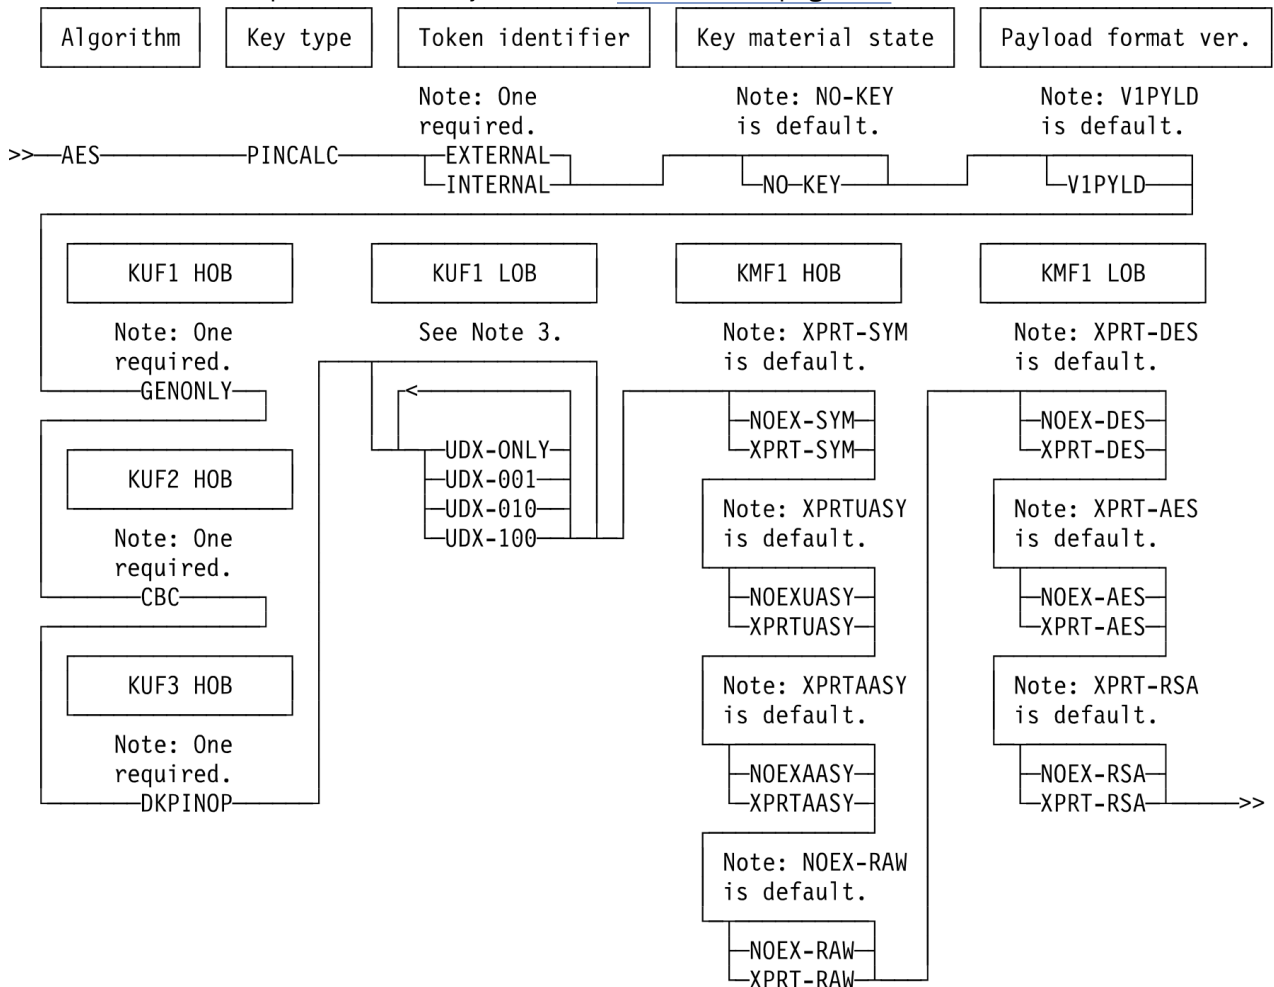 Algorithm Key type Token identifier Key material state Payload format ver.
Note: One Note: NO-KEY Note: V1PYLD
required. is default. is default.
>>—AES PINCALC EXTERNAL
INTERNAL NO-KEY V1PYLD
KUF1 HOB KUF1 LOB KMF1 HOB KMF1 LOB
Note: One See Note 3. Note: XPRT-SYM Note: XPRT-DES
required. is default. is default.
GENONLY <
NOEX-SYM NOEX-DES
UDX-ONLY XPRT-SYM XPRT-DES
KUF2 HOB UDX-001
UDX-010 Note: XPRTUASY Note: XPRT-AES
Note: One UDX-100 is default. is default.
required.
CBC NOEXUASY NOEX-AES
XPRTUASY XPRT-AES
KUF3 HOB Note: XPRTAASY Note: XPRT-RSA
is default. is default.
Note: One
required. NOEXAASY NOEX-RSA
DKPINOP XPRTAASY XPRT-RSA >>
Note: NOEX-RAW
is default.
NOEX-RAW
XPRT-RAW